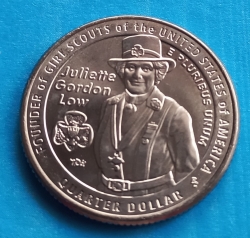 FOUNDER of GIRL SCOUTS of the UNITED STATES of AMERICA
Juliette
Gordon
Low
E PLURIBUS UNUM
QUARTER DOLLAR